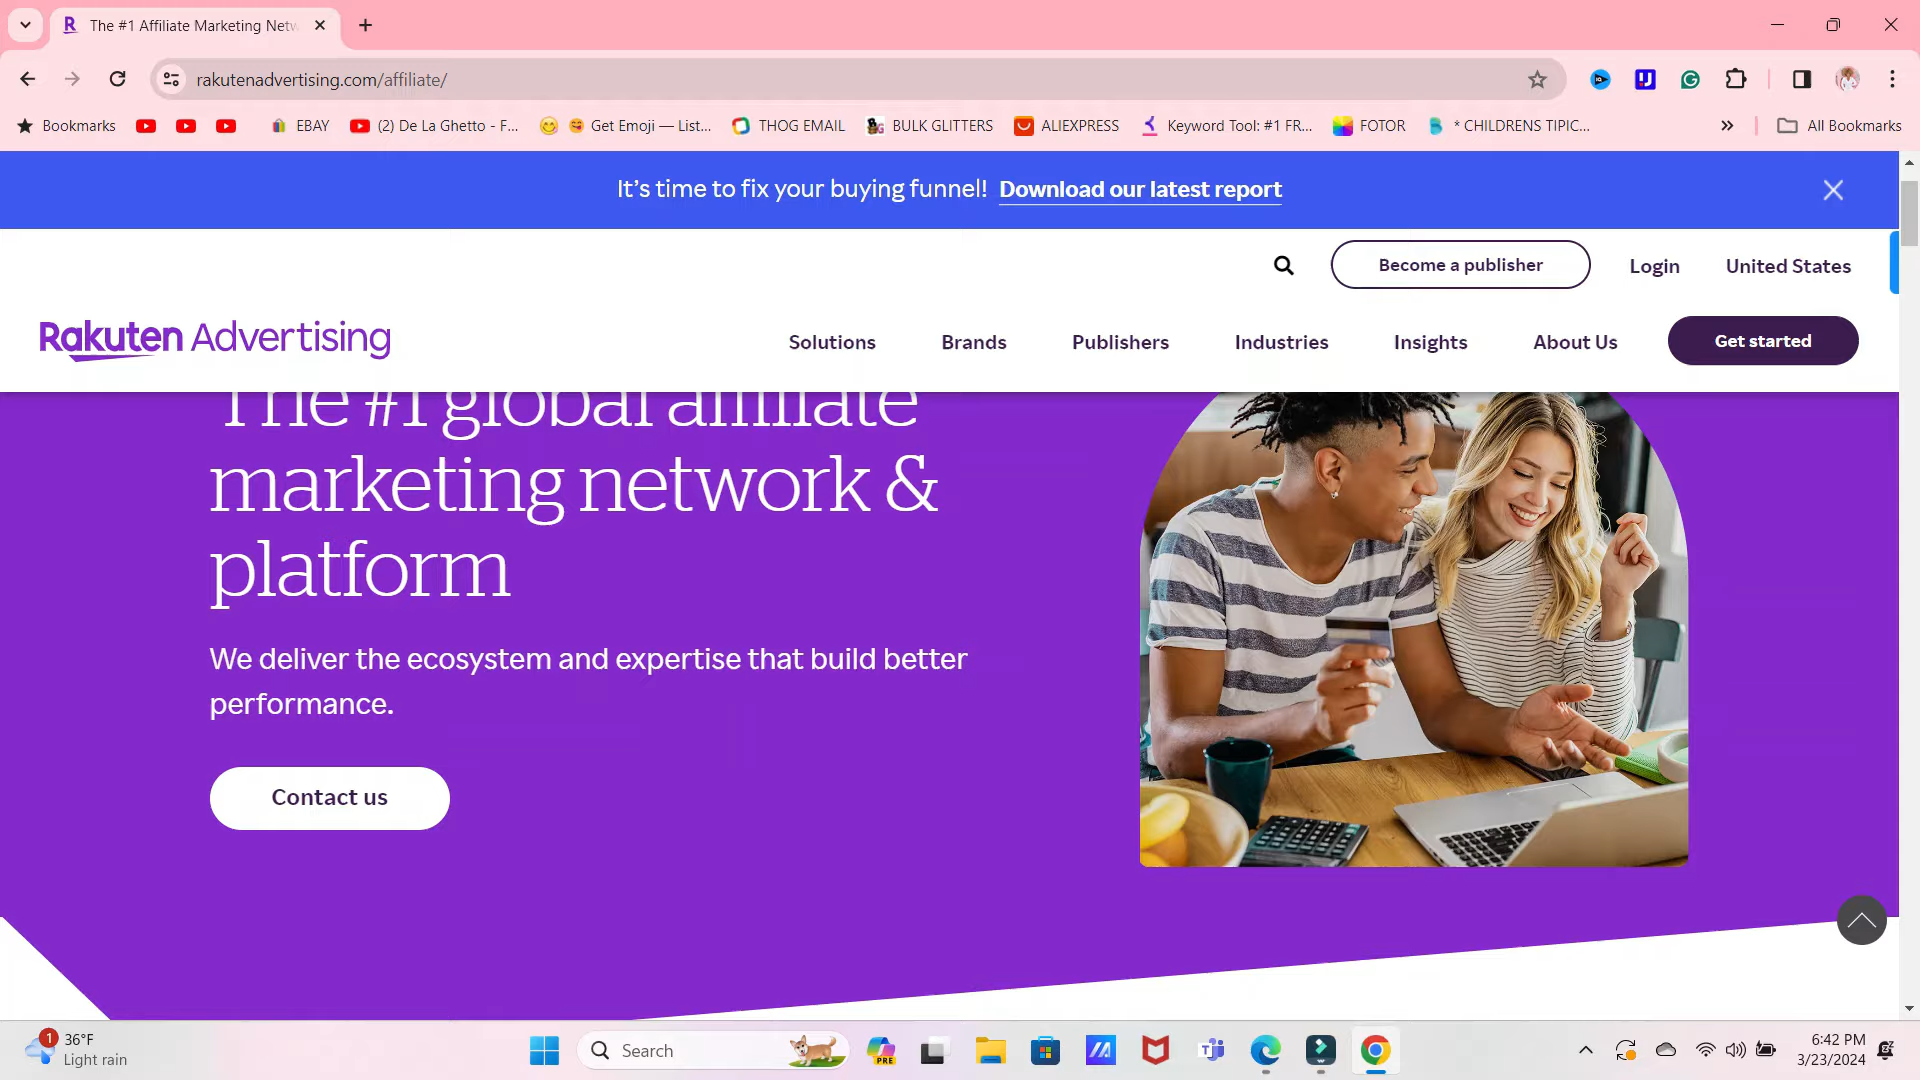 The #1 Affiliate Marketing Netw
rakutenadvertising.com/affiliate/
Bookmarks
EBAY
(2) De La Ghetto - F...
Get Emoji — List...
THOG EMAIL
BULK GLITTERS
ALIEXPRESS
Keyword Tool: #1 FR...
FOTOR
* CHILDRENS TIPIC...
All Bookmarks
It's time to fix your buying funnel! Download our latest report
Become a publisher
Login
United States
Rakuten Advertising
Solutions
Brands
Publishers
Industries
Insights
About Us
Get started
The #1 global affiliate
marketing network &
platform
We deliver the ecosystem and expertise that build better
performance.
Contact us
1
36°F
Light rain
Search
PRE
6:42 PM
3/23/2024